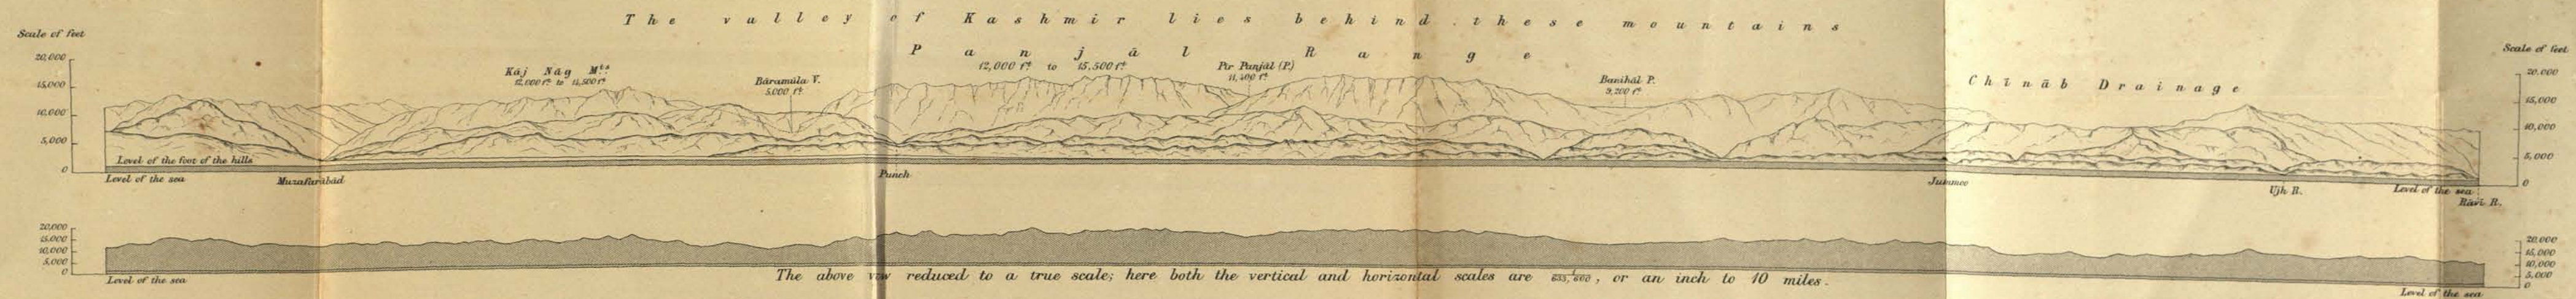 The valley of Kashmir lies behind these mountains
Panjāl Range
12,000 ft. to 15,500 ft.
Scale of feet
20,000
15,000
10,000
5,000
0
Kāj Nāg Mts.
12,000 ft. to 14,500 ft.
Bāramūla V.
5,000 ft.
Pīr Panjāl (P.)
11,400 ft.
Banihāl P.
9,200 ft.
Chīnāb Drainage
Scale of feet
20,000
15,000
10,000
5,000
0
Level of the foot of the hills
Level of the sea
Muzafarābād
Punch
Jummoo
Ujh R.
Level of the sea
Rāvi R.
20,000
15,000
10,000
5,000
0
Level of the sea
The above view reduced to a true scale; here both the vertical and horizontal scales are , or an inch to 10 miles.
20,000
15,000
10,000
5,000
0
Level of the sea